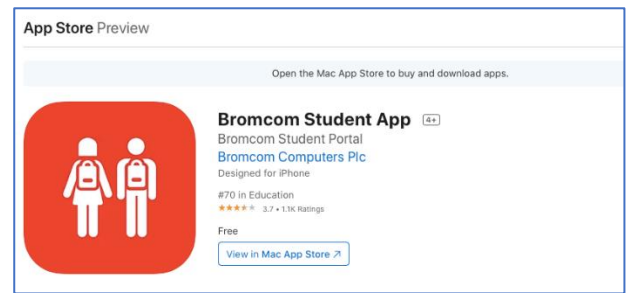 App Store Preview
Open the Mac App Store to buy and download apps.
Bromcom Student App 4+
Bromcom Student Portal
Bromcom Computers Plc
Designed for iPhone
#70 in Education
★★★★★ 3.7 • 1.1K Ratings
Free
View in Mac App Store ↗